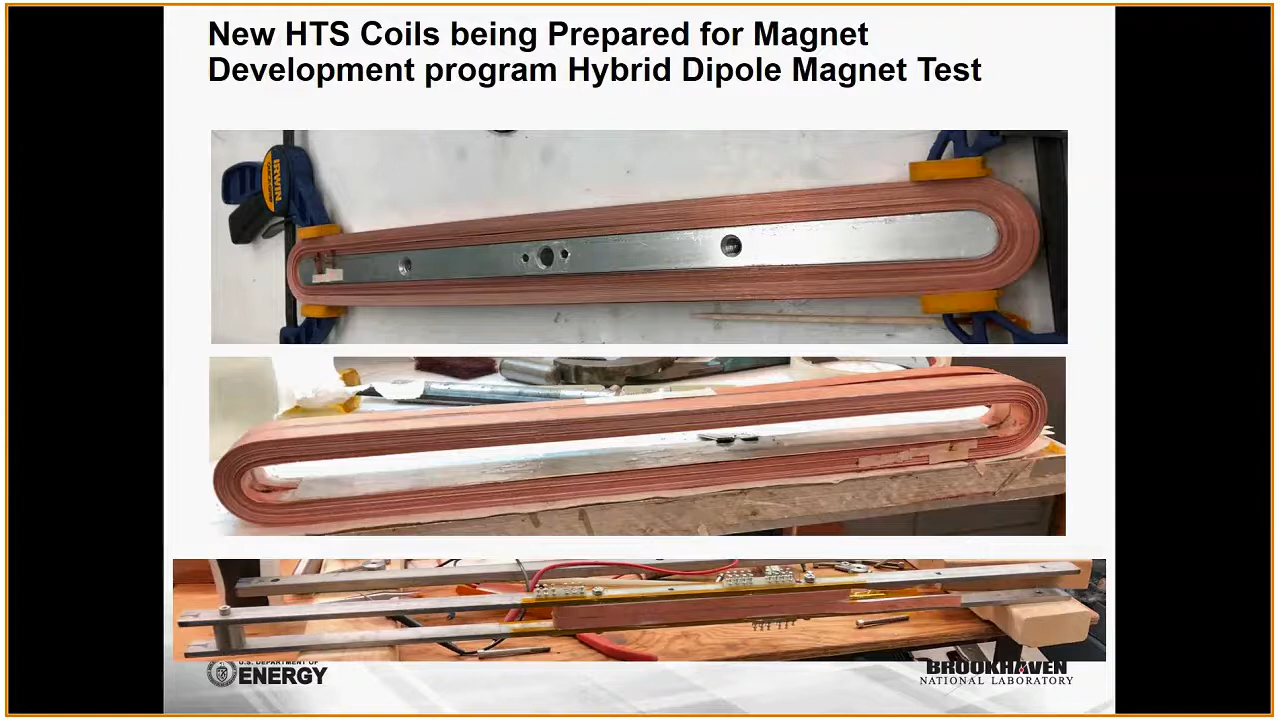 New HTS Coils being Prepared for Magnet
Development program Hybrid Dipole Magnet Test
IRWIN
U.S. DEPARTMENT OF
ENERGY
BROOKHAVEN
NATIONAL LABORATORY